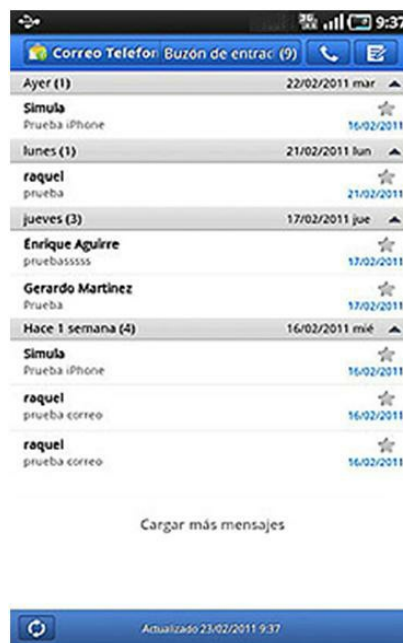 9:37
Correo Telefon Buzón de entrac (9)
Ayer (1) 22/02/2011 mar
Simula
Prueba iPhone 16/02/2011
lunes (1) 21/02/2011 lun
raquel
prueba 21/02/2011
jueves (3) 17/02/2011 jue
Enrique Aguirre
pruebasssss 17/02/2011
Gerardo Martinez
Prueba 17/02/2011
Hace 1 semana (4) 16/02/2011 mié
Simula
Prueba iPhone 16/02/2011
raquel
prueba correo 16/02/2011
raquel
prueba correo 16/02/2011
Cargar más mensajes
Actualizado 23/02/2011 9:37